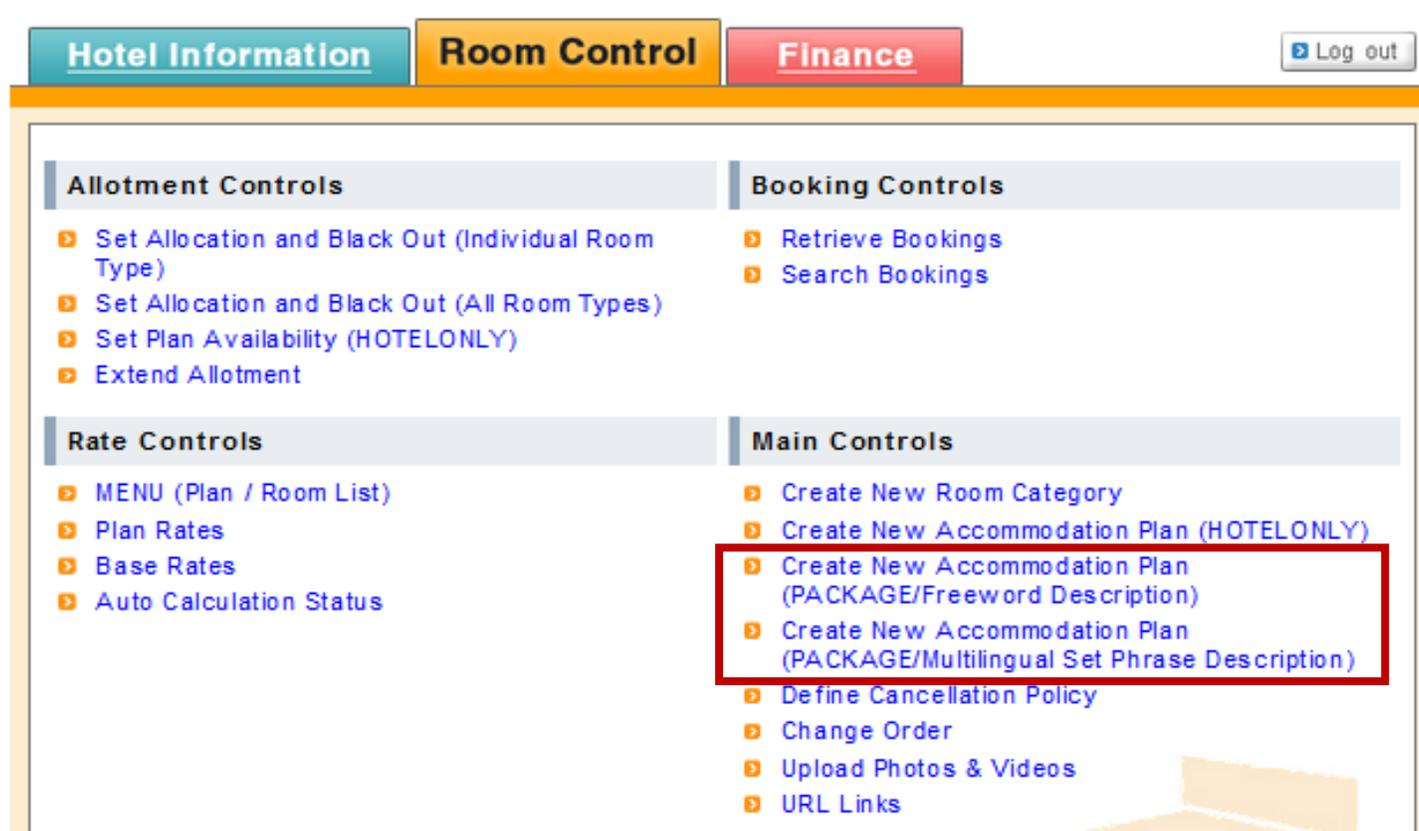 Hotel Information
Room Control
Finance
Log out
Allotment Controls
Set Allocation and Black Out (Individual Room
Type)
Set Allocation and Black Out (All Room Types)
Set Plan Availability (HOTELONLY)
Extend Allotment
Booking Controls
Retrieve Bookings
Search Bookings
Rate Controls
MENU (Plan / Room List)
Plan Rates
Base Rates
Auto Calculation Status
Main Controls
Create New Room Category
Create New Accommodation Plan (HOTELONLY)
Create New Accommodation Plan
(PACKAGE/Freeword Description)
Create New Accommodation Plan
(PACKAGE/Multilingual Set Phrase Description)
Define Cancellation Policy
Change Order
Upload Photos & Videos
URL Links